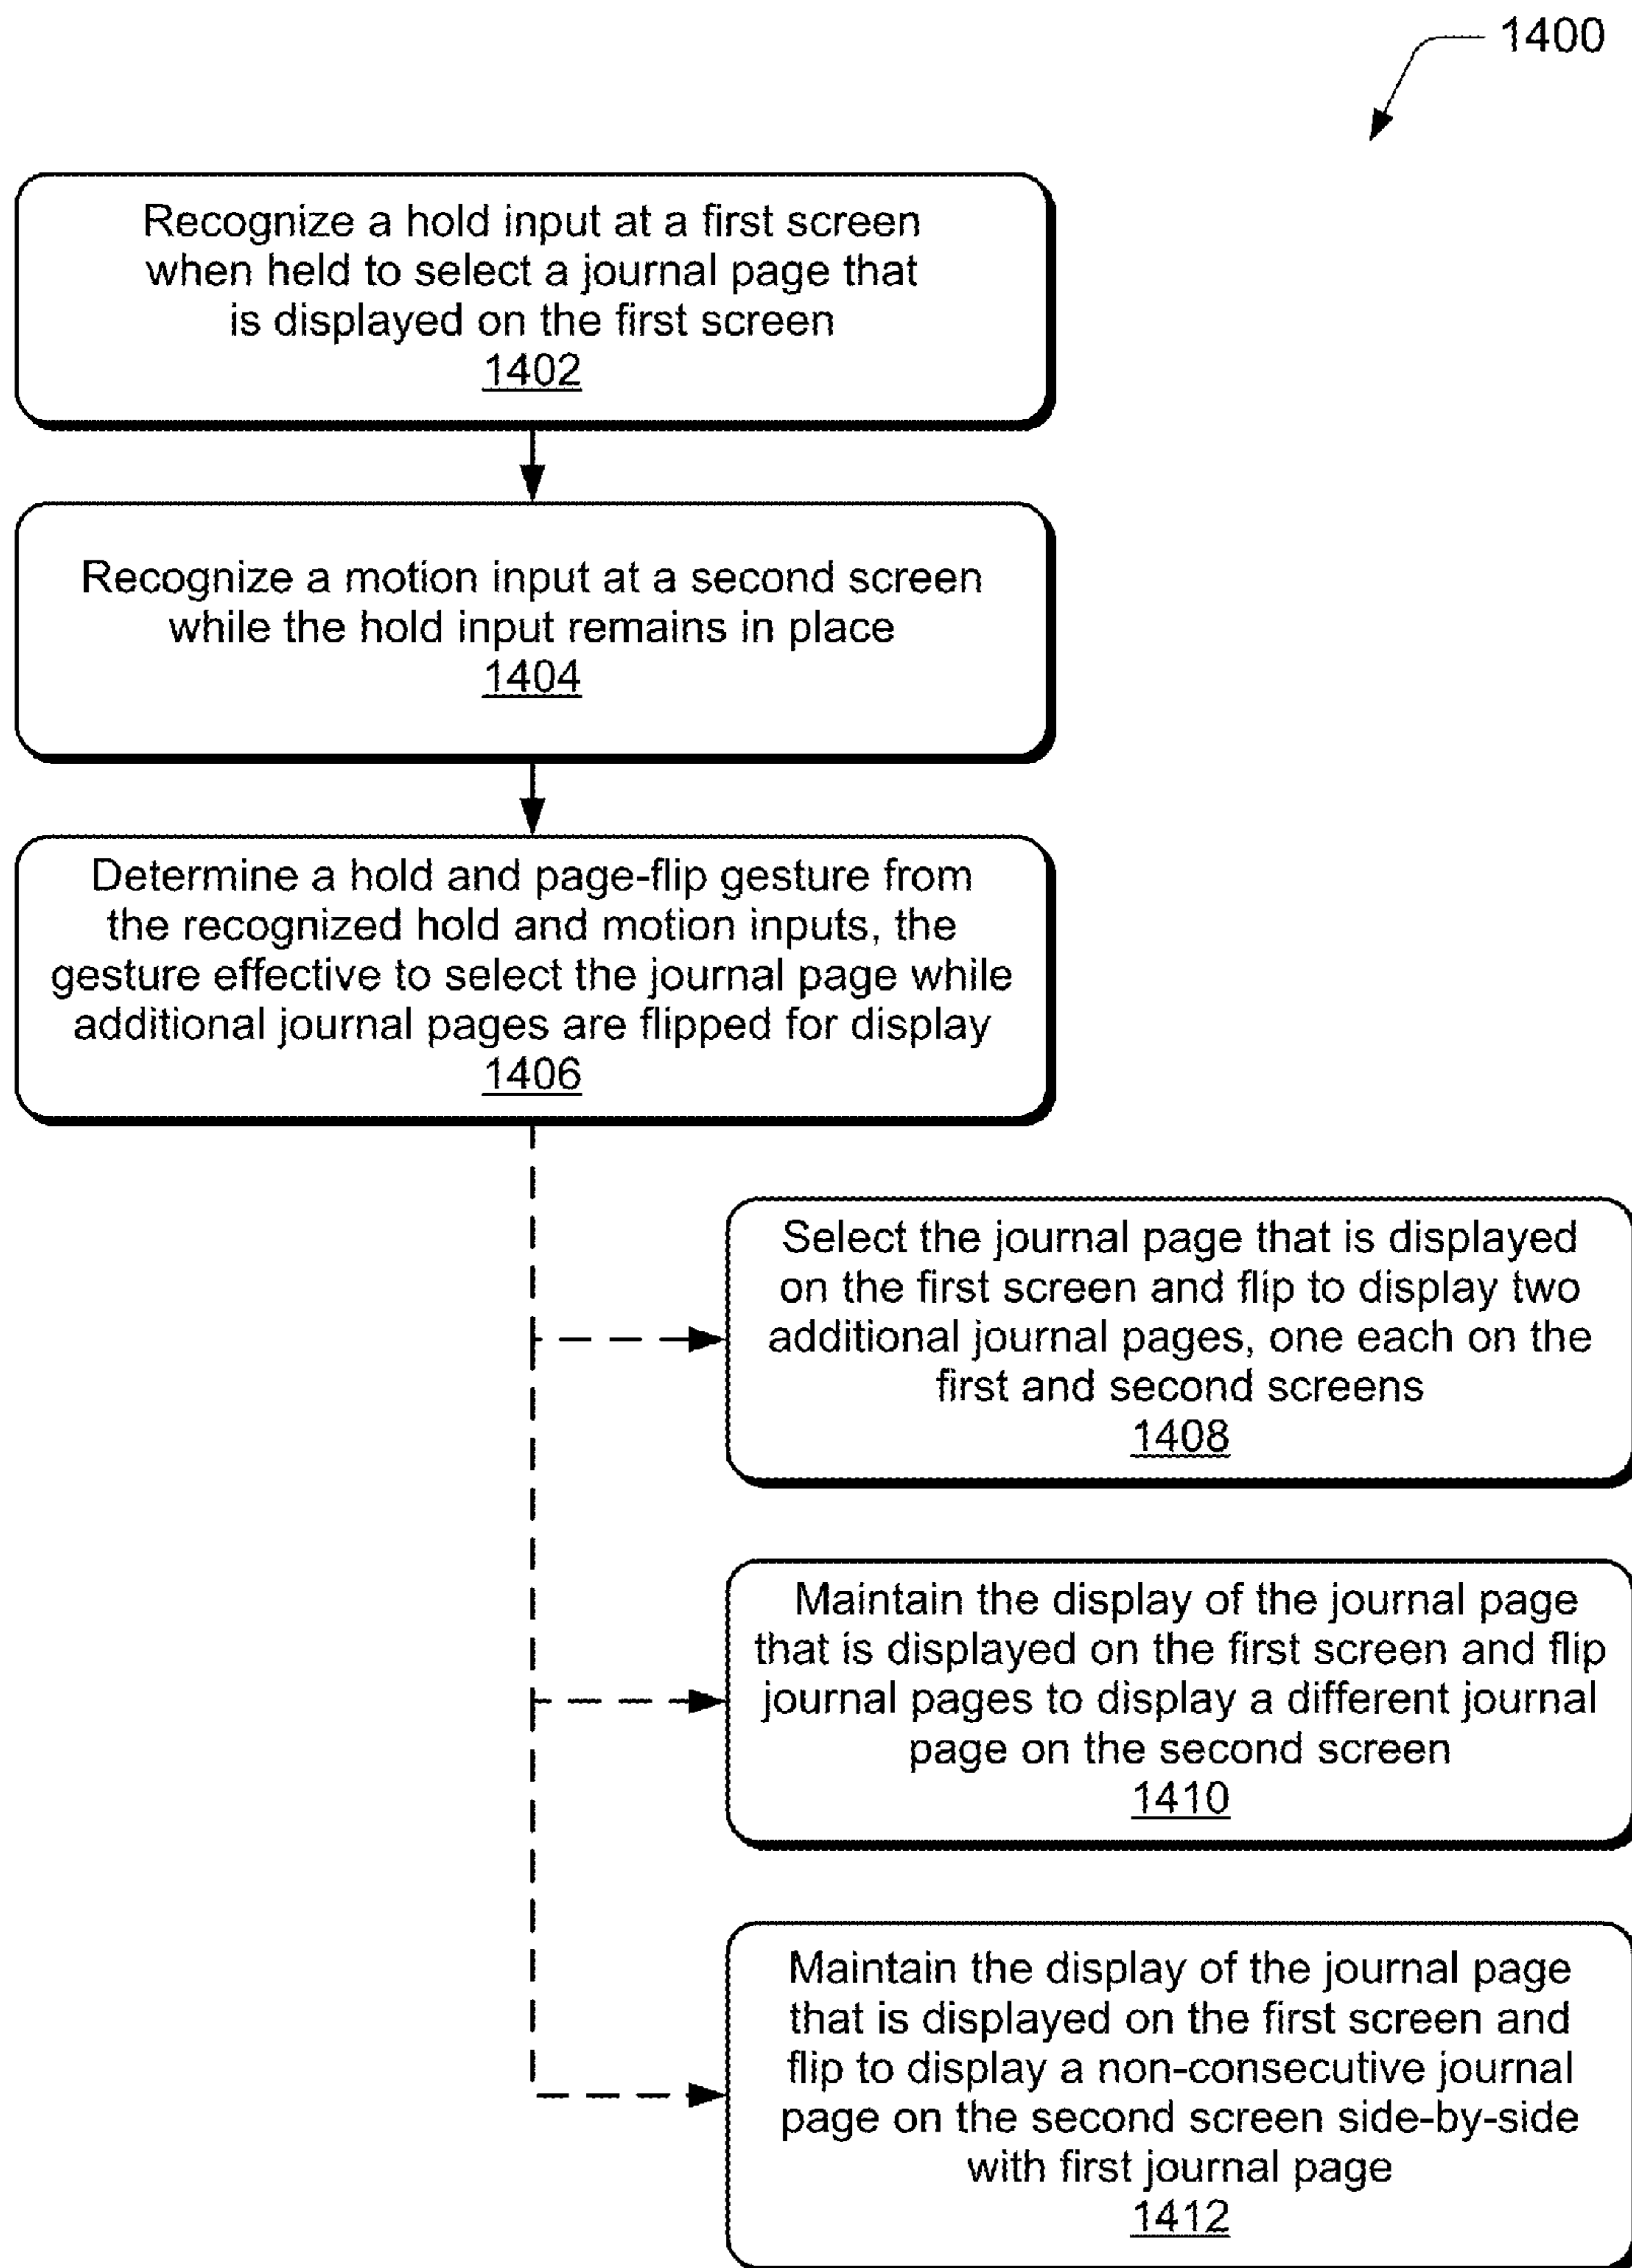 1400
Recognize a hold input at a first screen
when held to select a journal page that
is displayed on the first screen
1402
Recognize a motion input at a second screen
while the hold input remains in place
1404
Determine a hold and page-flip gesture from
the recognized hold and motion inputs, the
gesture effective to select the journal page while
additional journal pages are flipped for display
1406
Select the journal page that is displayed
on the first screen and flip to display two
additional journal pages, one each on the
first and second screens
1408
Maintain the display of the journal page
that is displayed on the first screen and flip
journal pages to display a different journal
page on the second screen
1410
Maintain the display of the journal page
that is displayed on the first screen and
flip to display a non-consecutive journal
page on the second screen side-by-side
with first journal page
1412